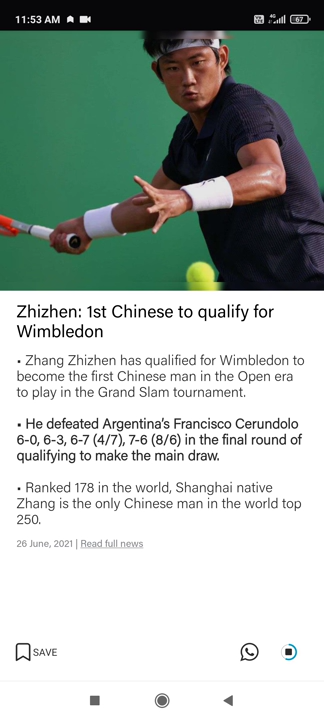 11:53 AM
4G
67
Zhizhen: 1st Chinese to qualify for
Wimbledon
• Zhang Zhizhen has qualified for Wimbledon to
become the first Chinese man in the Open era
to play in the Grand Slam tournament.
• He defeated Argentina's Francisco Cerundolo
6-0, 6-3, 6-7 (4/7), 7-6 (8/6) in the final round of
qualifying to make the main draw.
• Ranked 178 in the world, Shanghai native
Zhang is the only Chinese man in the world top
250.
26 June, 2021 | Read full news
SAVE